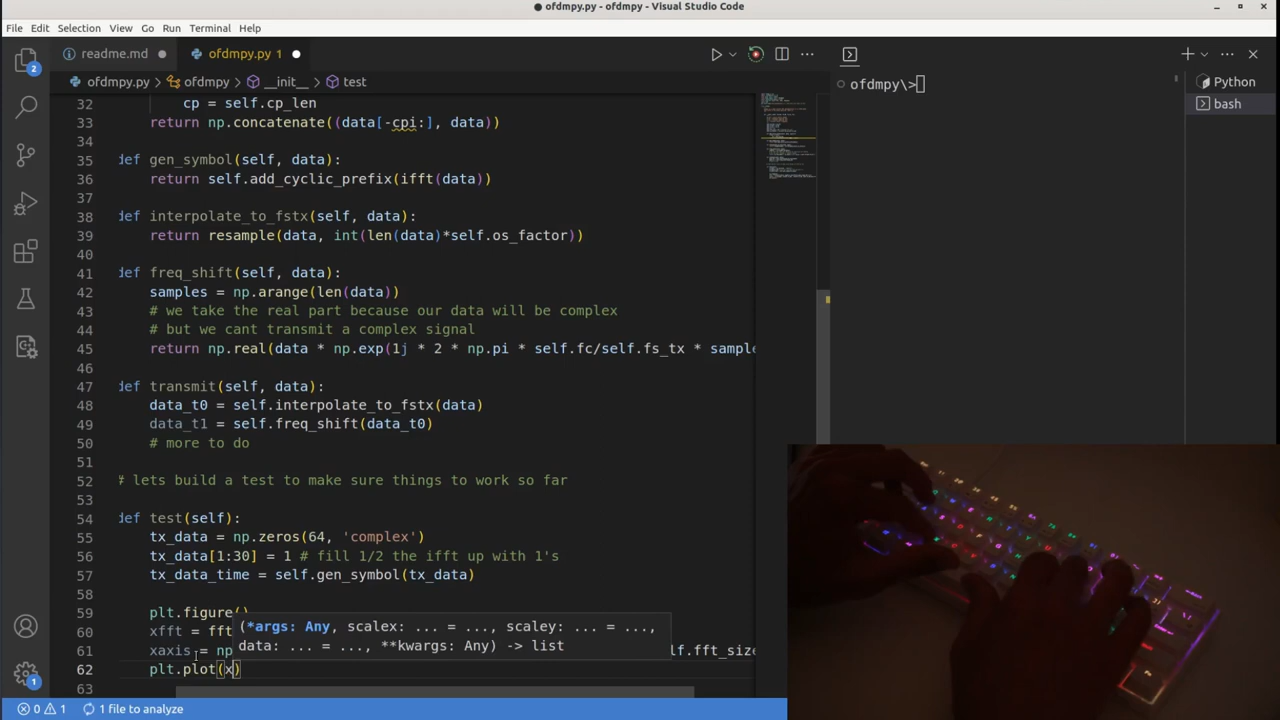 ofdmpy.py - ofdmpy - Visual Studio Code
File Edit Selection View Go Run Terminal Help
readme.md ofdmpy.py 1
ofdmpy.py > ofdmpy > __init__ > test
Python
bash
ofdmpy\>
2
1
32 cp = self.cp_len
33 return np.concatenate((data[-cpi:], data))
34
35 def gen_symbol(self, data):
36 return self.add_cyclic_prefix(ifft(data))
37
38 def interpolate_to_fstx(self, data):
39 return resample(data, int(len(data)*self.os_factor))
40
41 def freq_shift(self, data):
42 samples = np.arange(len(data))
43 # we take the real part because our data will be complex
44 # but we cant transmit a complex signal
45 return np.real(data * np.exp(1j * 2 * np.pi * self.fc/self.fs_tx * sample
46
47 def transmit(self, data):
48 data_t0 = self.interpolate_to_fstx(data)
49 data_t1 = self.freq_shift(data_t0)
50 # more to do
51
52 # lets build a test to make sure things to work so far
53
54 def test(self):
55 tx_data = np.zeros(64, 'complex')
56 tx_data[1:30] = 1 # fill 1/2 the ifft up with 1's
57 tx_data_time = self.gen_symbol(tx_data)
58
59 plt.figure()
60 xfft = fft
61 xaxis = np lf.fft_size
62 plt.plot(x)
63
(*args: Any, scalex: ... = ..., scaley: ... = ...,
data: ... = ..., **kwargs: Any) -> list
0 1 1 file to analyze